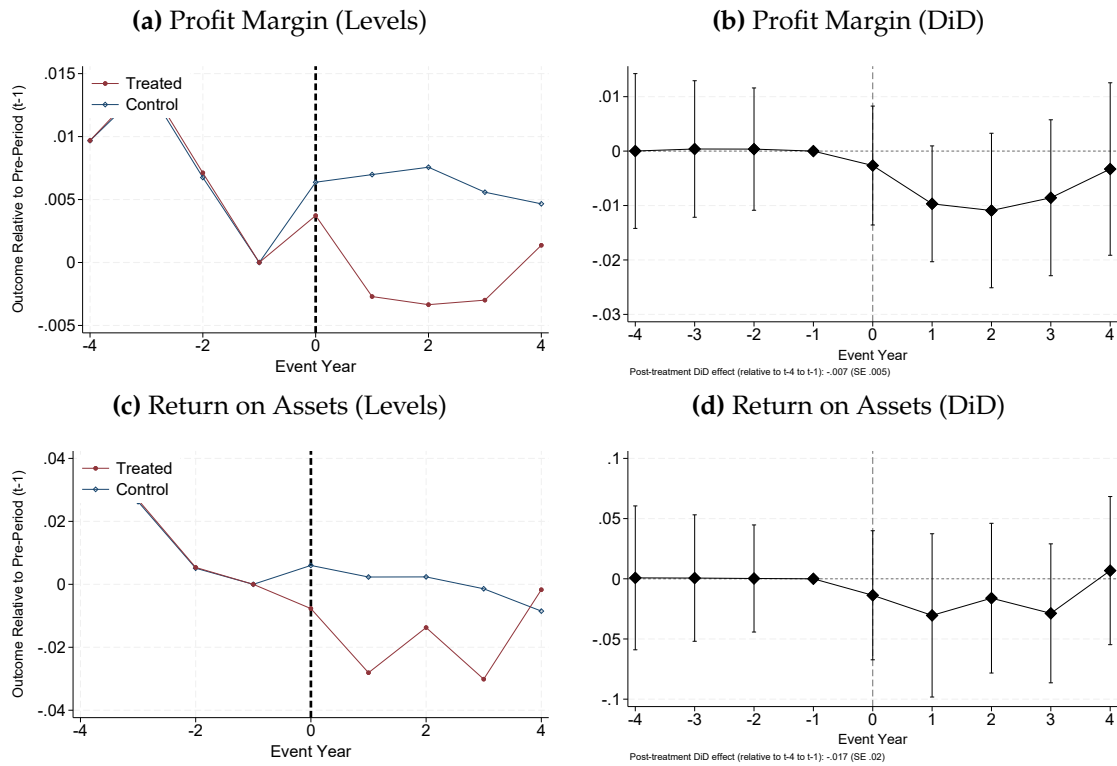 (a) Profit Margin (Levels)
.015
.01
.005
0
-.005
Outcome Relative to Pre-Period (t-1)
Treated
Control
-4 -2 0 2 4
Event Year
(b) Profit Margin (DiD)
.01
0
-.01
-.02
-.03
-4 -3 -2 -1 0 1 2 3 4
Event Year
Post-treatment DiD effect (relative to t-4 to t-1): -.007 (SE .005)
(c) Return on Assets (Levels)
.04
.02
0
-.02
-.04
Outcome Relative to Pre-Period (t-1)
Treated
Control
-4 -2 0 2 4
Event Year
(d) Return on Assets (DiD)
.1
.05
0
-.05
-.1
-4 -3 -2 -1 0 1 2 3 4
Event Year
Post-treatment DiD effect (relative to t-4 to t-1): -.017 (SE .02)